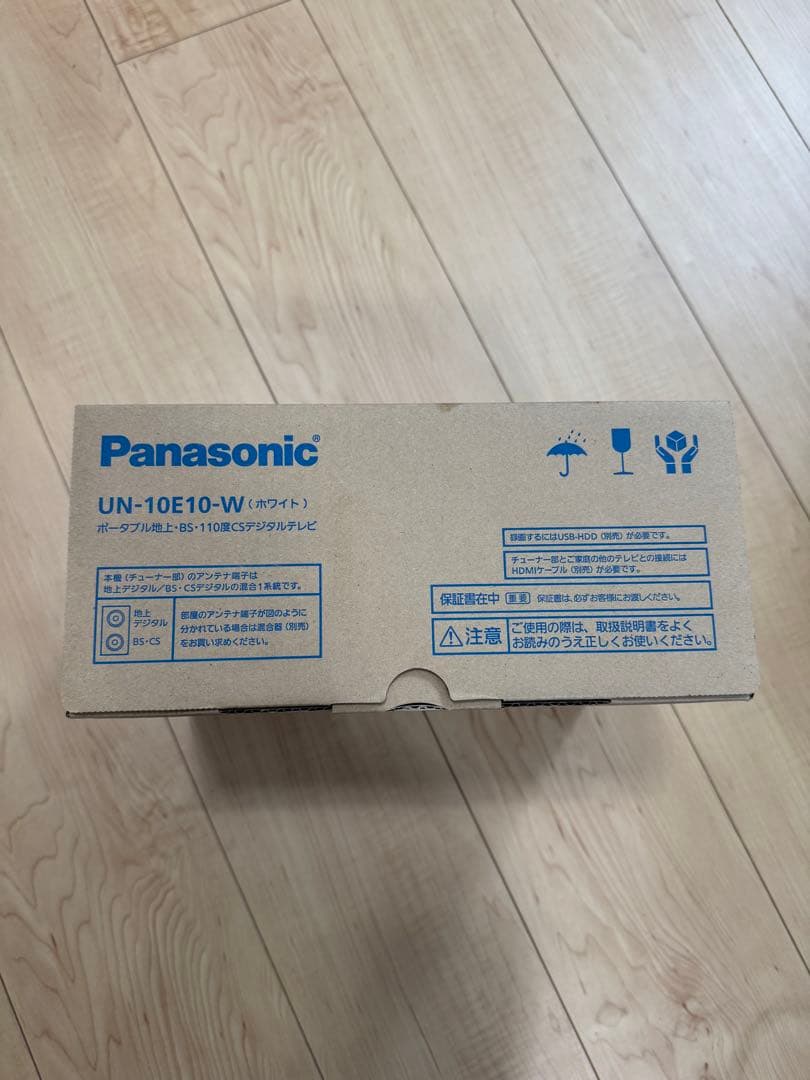 Panasonic®
UN-10E10-W（ホワイト）
ポータブル地上・BS・110度CSデジタルテレビ
本機（チューナー部）のアンテナ端子は
地上デジタル/BS・CSデジタルの混合1系統です。
地上
デジタル
BS・CS
部屋のアンテナ端子が図のように
分かれている場合は混合器（別売）
をお買い求めください。
録画するにはUSB-HDD（別売）が必要です。
チューナー部とご家庭の他のテレビとの接続には
HDMIケーブル（別売）が必要です。
保証書在中 重要 保証書は、必ずお客様にお渡しください。
注意
ご使用の際は、取扱説明書をよく
お読みのうえ正しくお使いください。